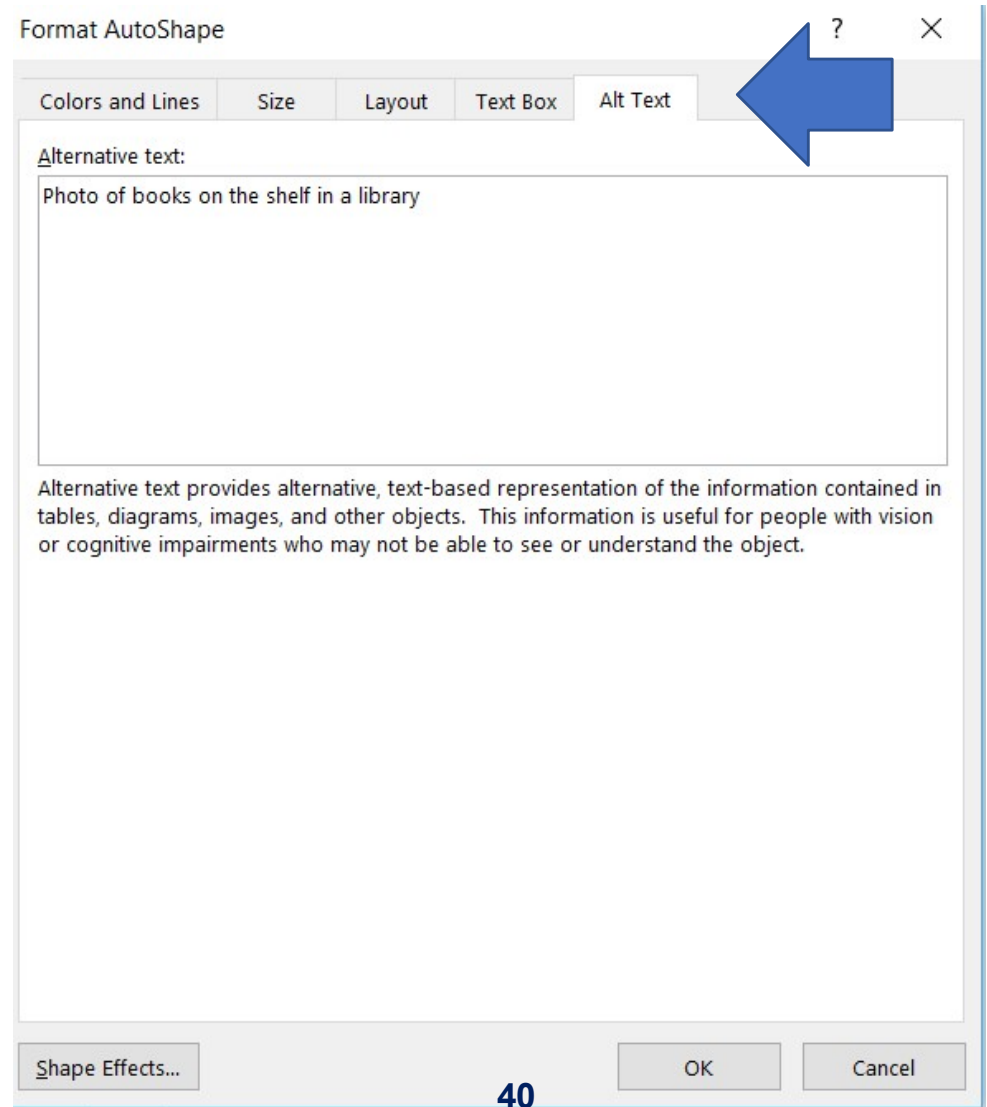 Format AutoShape ?
Colors and Lines Size Layout Text Box Alt Text
Alternative text:
Photo of books on the shelf in a library
Alternative text provides alternative, text-based representation of the information contained in
tables, diagrams, images, and other objects.  This information is useful for people with vision
or cognitive impairments who may not be able to see or understand the object.
Shape Effects... OK Cancel
40